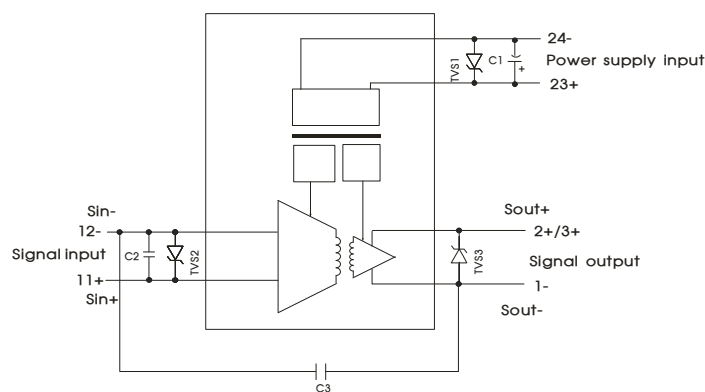 24-
TVS1
C1
+
Power supply input
23+
Sin-
12-
Signal input
C2
TVS2
11+
Sin+
Sout+
2+/3+
TVS3
Signal output
1-
Sout-
C3